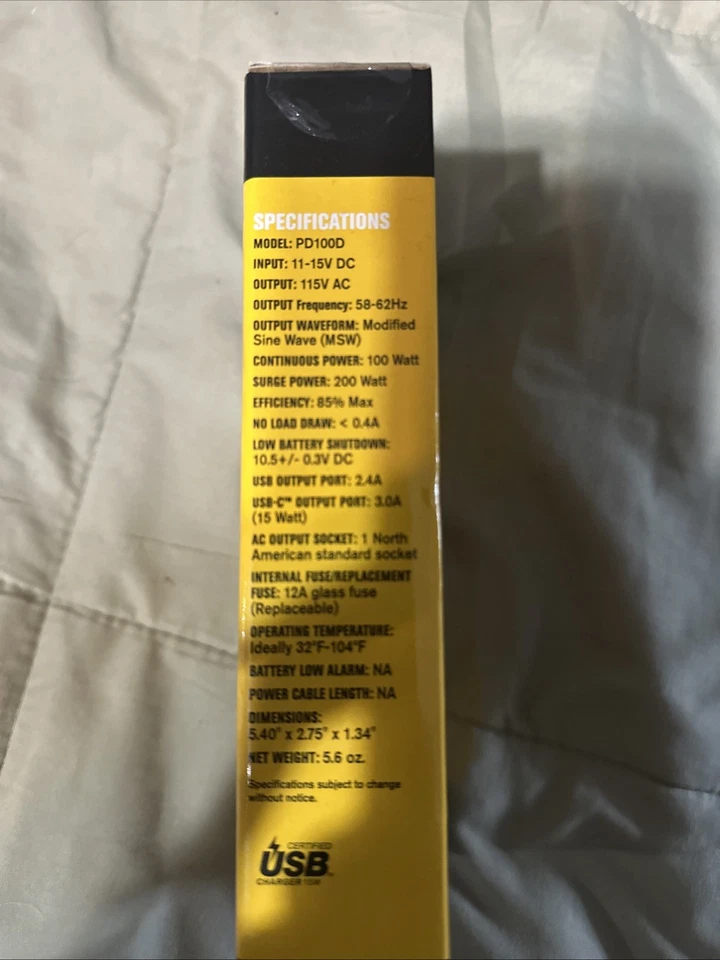 SPECIFICATIONS
MODEL: PD100D
INPUT: 11-15V DC
OUTPUT: 115V AC
OUTPUT Frequency: 58-62Hz
OUTPUT WAVEFORM: Modified
Sine Wave (MSW)
CONTINUOUS POWER: 100 Watt
SURGE POWER: 200 Watt
EFFICIENCY: 85% Max
NO LOAD DRAW: < 0.4A
LOW BATTERY SHUTDOWN:
10.5+/- 0.3V DC
USB OUTPUT PORT: 2.4A
USB-C™ OUTPUT PORT: 3.0A
(15 Watt)
AC OUTPUT SOCKET: 1 North
American standard socket
INTERNAL FUSE/REPLACEMENT
FUSE: 12A glass fuse
(Replaceable)
OPERATING TEMPERATURE:
Ideally 32°F-104°F
BATTERY LOW ALARM: NA
POWER CABLE LENGTH: NA
DIMENSIONS:
5.40" x 2.75" x 1.34"
NET WEIGHT: 5.6 oz.
Specifications subject to change
without notice.
CERTIFIED
USB™
CHARGER 15W